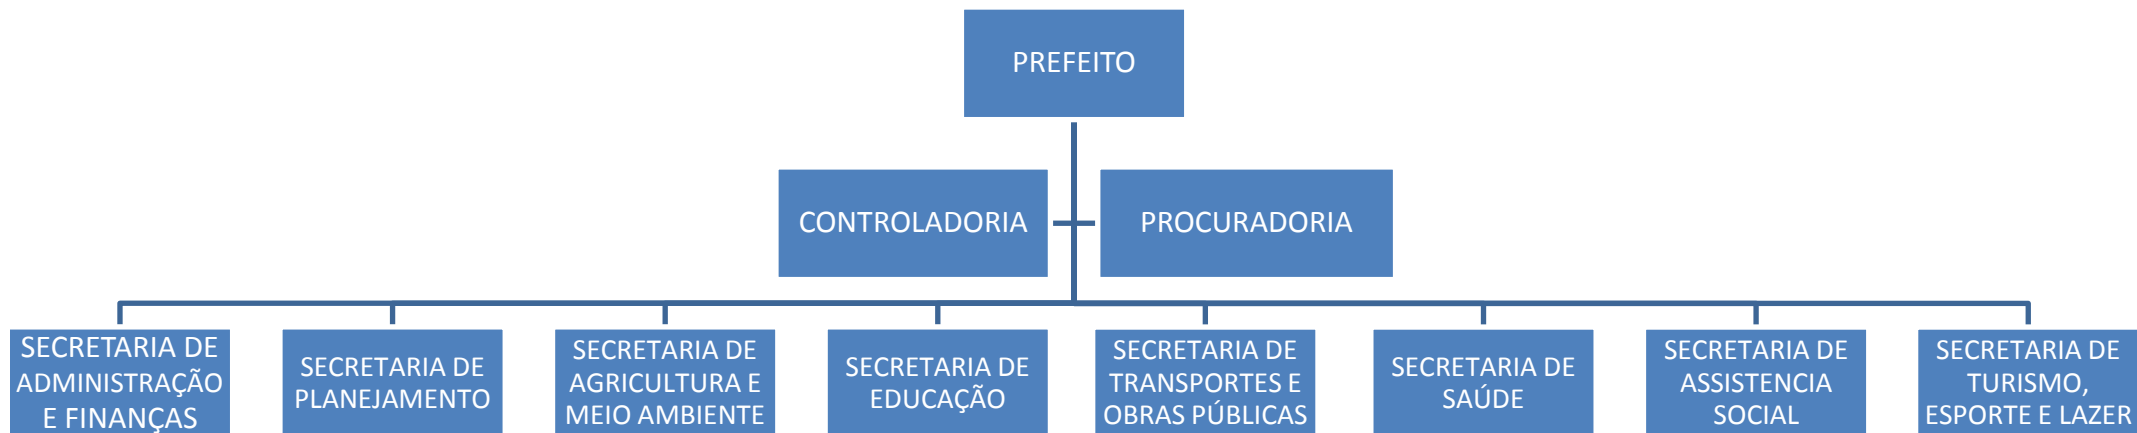 PREFEITO
CONTROLADORIA
PROCURADORIA
SECRETARIA DE
ADMINISTRAÇÃO
E FINANÇAS
SECRETARIA DE
PLANEJAMENTO
SECRETARIA DE
AGRICULTURA E
MEIO AMBIENTE
SECRETARIA DE
EDUCAÇÃO
SECRETARIA DE
TRANSPORTES E
OBRAS PÚBLICAS
SECRETARIA DE
SAÚDE
SECRETARIA DE
ASSISTENCIA
SOCIAL
SECRETARIA DE
TURISMO,
ESPORTE E LAZER